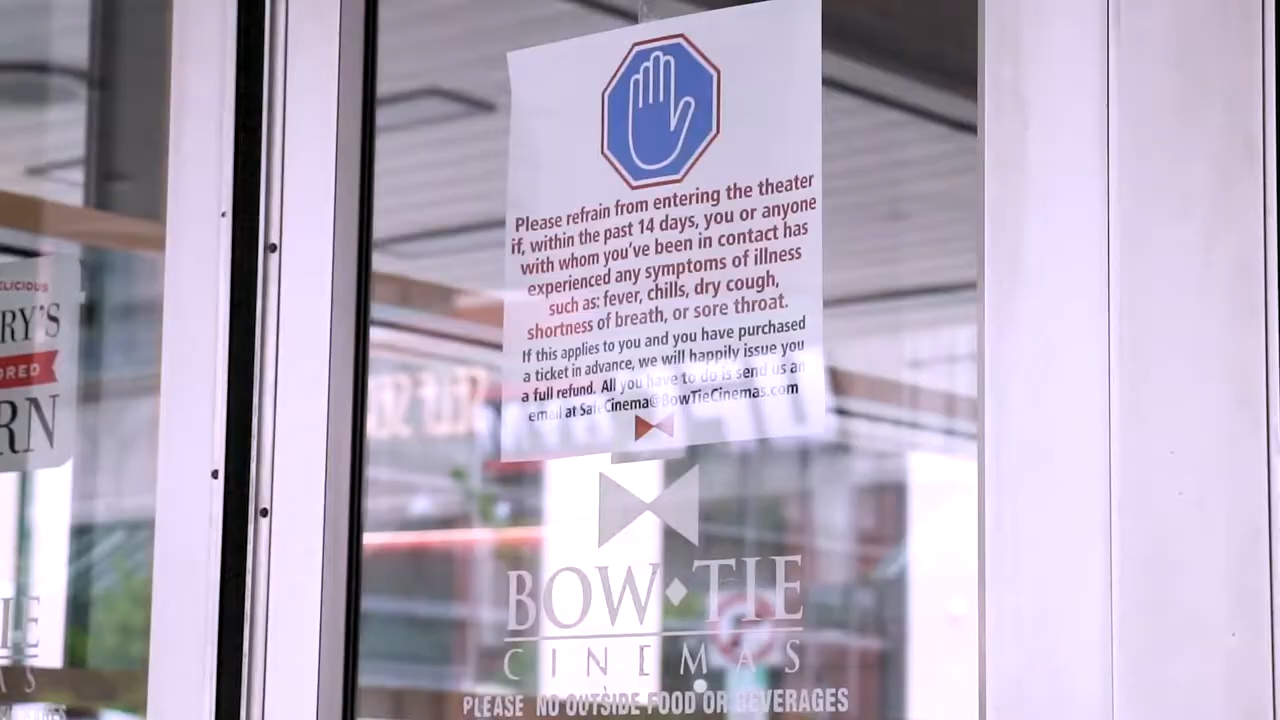 Please refrain from entering the theater
if, within the past 14 days, you or anyone
with whom you've been in contact has
experienced any symptoms of illness
such as: fever, chills, dry cough,
shortness of breath, or sore throat.
If this applies to you and you have purchased
a ticket in advance, we will happily issue you
a full refund. All you have to do is send us an
email at SafeCinema@BowTieCinemas.com
BOW TIE
CINEMAS
PLEASE NO OUTSIDE FOOD OR BEVERAGES